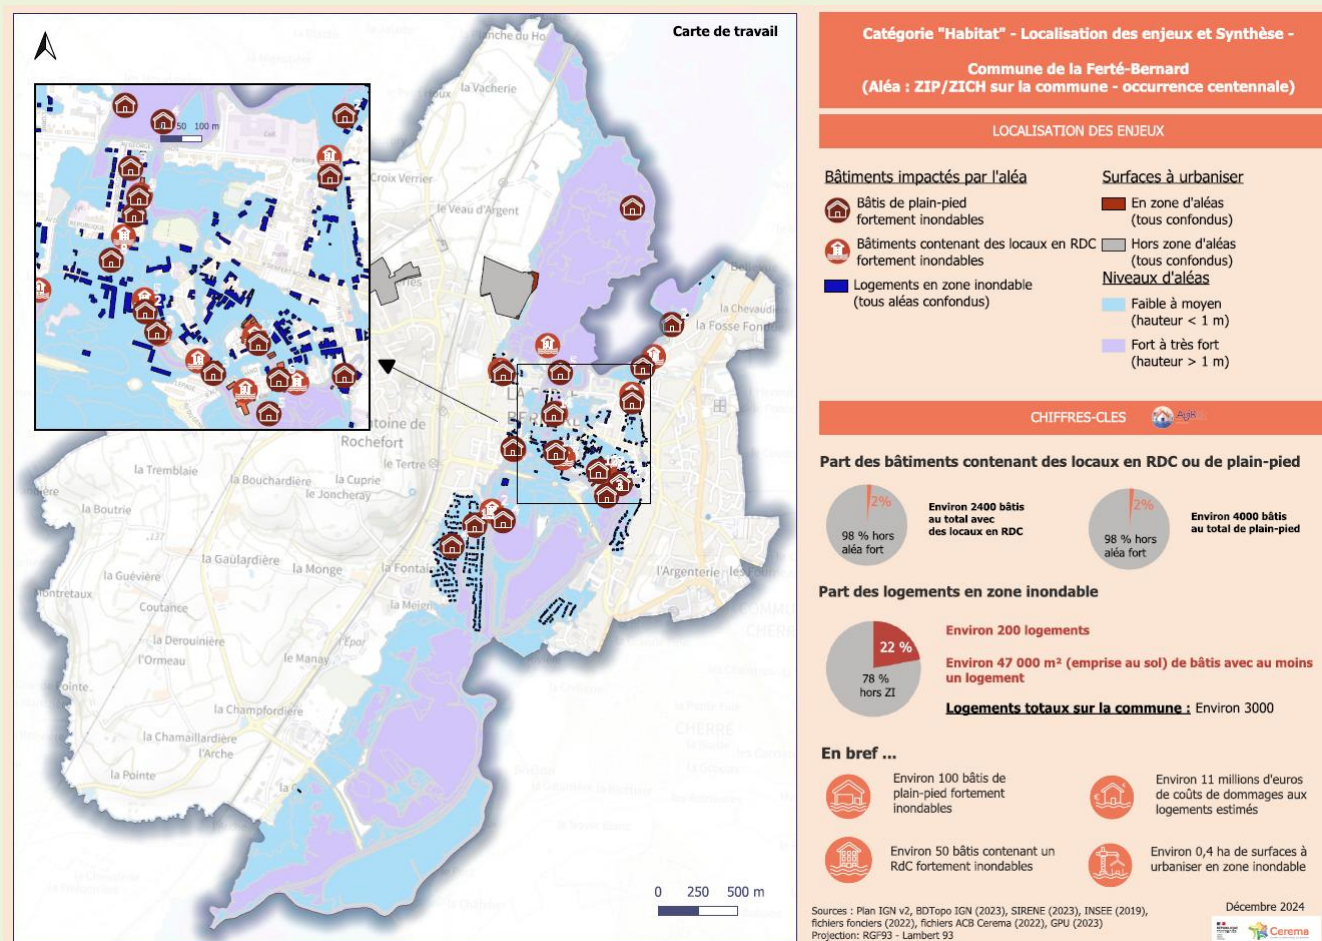 Carte de travail
Planche du
la Vacherie
Croix Verrier
le Veau d'Argent
la Fosse
Rochefort
le Tertre
la Tremblaie
la Bouchardière
la Cuprie
le Joncheray
la Boutrie
la Gaulardière
la Monge
la Guévière
Coutance
la Meign
l'Argenterie
la Derouinière
l'Ormeau
l'Epar
le Manay
CHERRÉ
la Champfordière
la Chamaillardière
l'Arche
la Pointe
50 100 m
0 250 500 m
Catégorie "Habitat" - Localisation des enjeux et Synthèse -
Commune de la Ferté-Bernard
(Aléa : ZIP/ZICH sur la commune - occurrence centennale)
LOCALISATION DES ENJEUX
Bâtiments impactés par l'aléa
Bâtis de plain-pied
fortement inondables
Bâtiments contenant des locaux en RDC
fortement inondables
Logements en zone inondable
(tous aléas confondus)
Surfaces à urbaniser
En zone d'aléas
(tous confondus)
Hors zone d'aléas
(tous confondus)
Niveaux d'aléas
Faible à moyen
(hauteur < 1 m)
Fort à très fort
(hauteur > 1 m)
CHIFFRES-CLES
Part des bâtiments contenant des locaux en RDC ou de plain-pied
2%
98 % hors
aléa fort
Environ 2400 bâtis
au total avec
des locaux en RDC
2%
98 % hors
aléa fort
Environ 4000 bâtis
au total de plain-pied
Part des logements en zone inondable
22 %
78 %
hors ZI
Environ 200 logements
Environ 47 000 m² (emprise au sol) de bâtis avec au moins
un logement
Logements totaux sur la commune : Environ 3000
En bref ...
Environ 100 bâtis de
plain-pied fortement
inondables
Environ 11 millions d'euros
de coûts de dommages aux
logements estimés
Environ 50 bâtis contenant un
RdC fortement inondables
Environ 0,4 ha de surfaces à
urbaniser en zone inondable
Sources : Plan IGN v2, BDTopo IGN (2023), SIRENE (2023), INSEE (2019),
fichiers fonciers (2022), fichiers ACB Cerema (2022), GPU (2023)
Projection: RGF93 - Lambert 93
Décembre 2024
Cerema